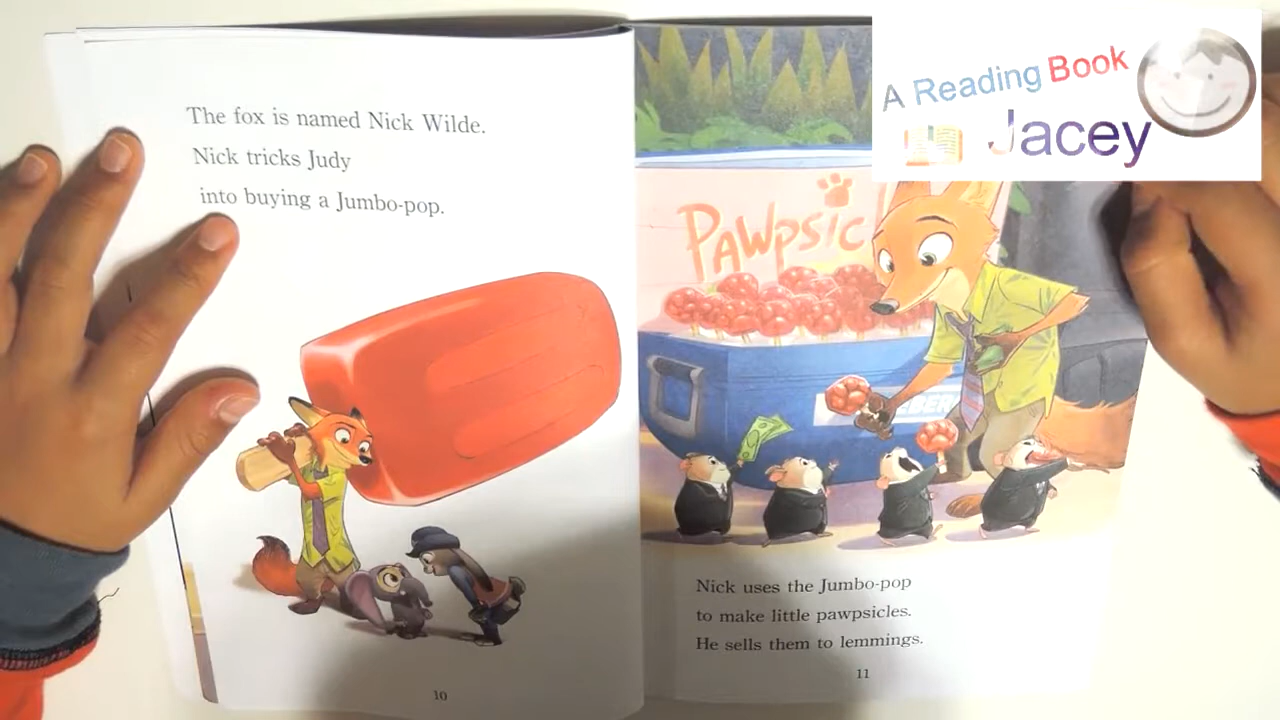 The fox is named Nick Wilde.
Nick tricks Judy
into buying a Jumbo-pop.
10
A Reading Book
Jacey
PAWpsic
Nick uses the Jumbo-pop
to make little pawpsicles.
He sells them to lemmings.
11